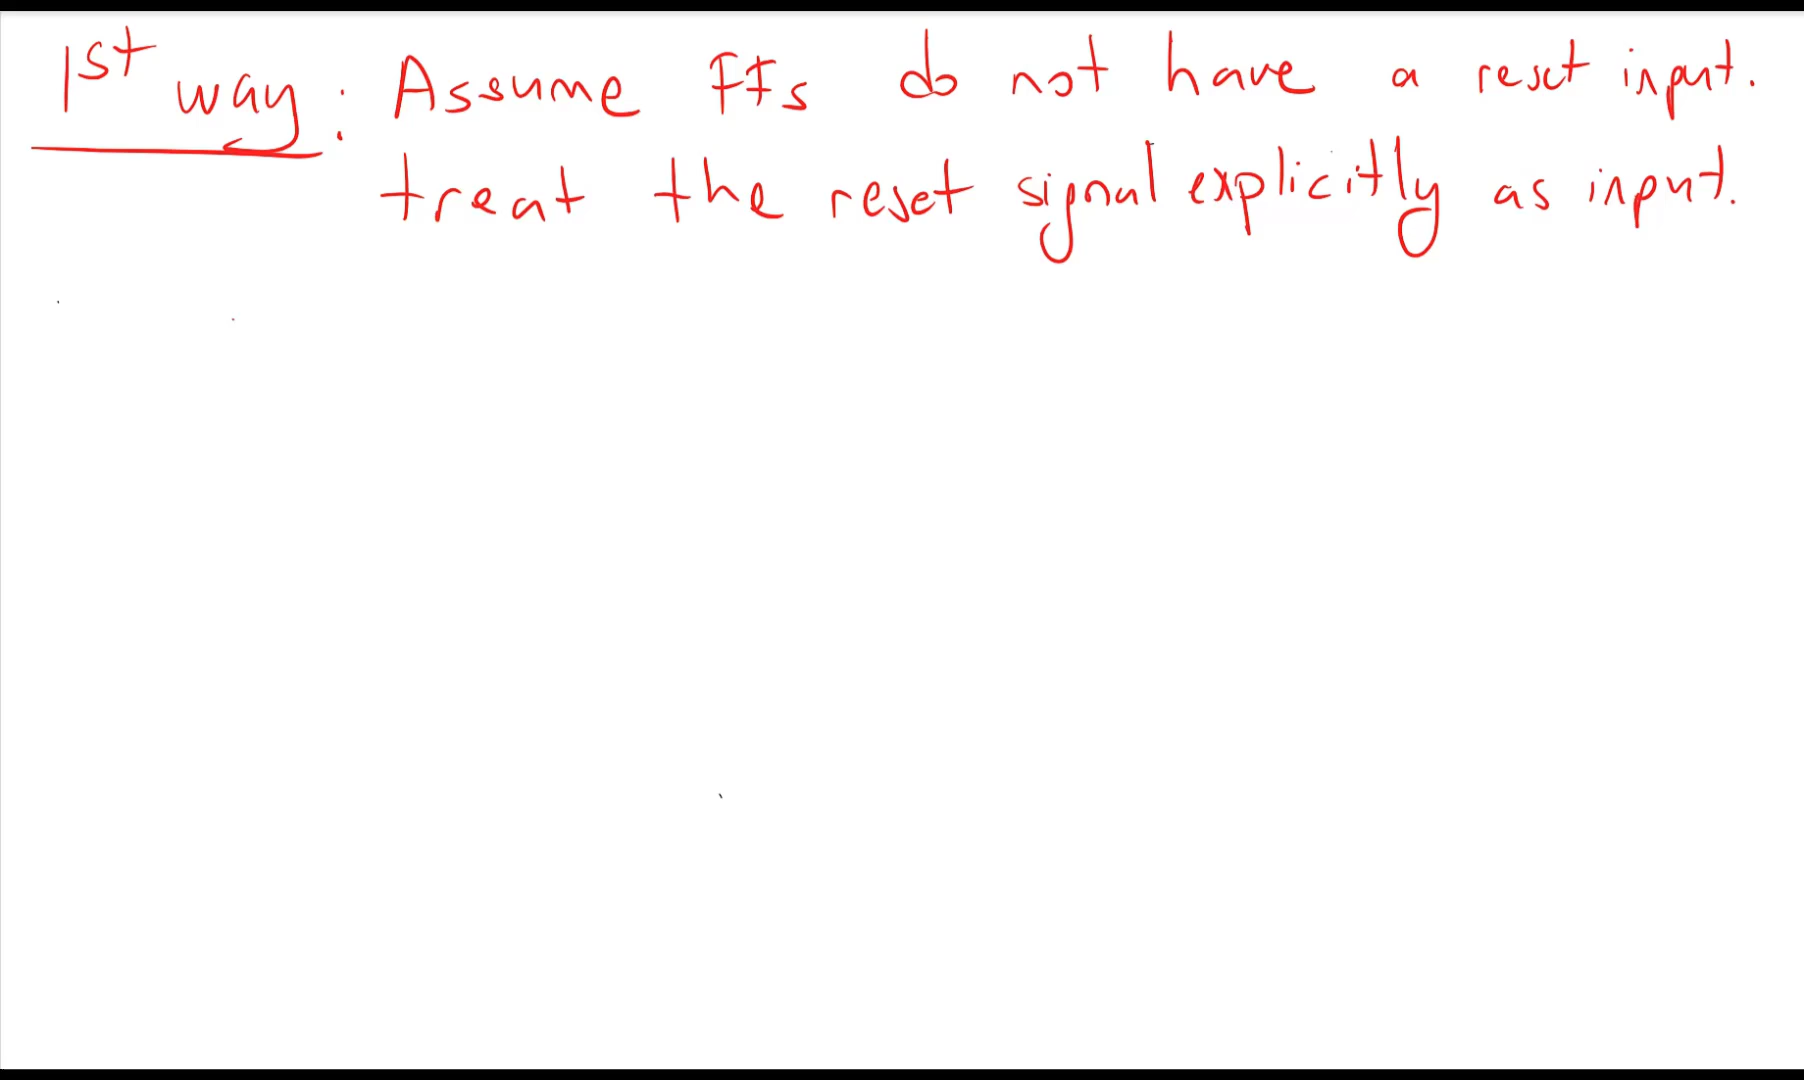 1st way: Assume FFs do not have a reset input.
treat the reset signal explicitly as input.